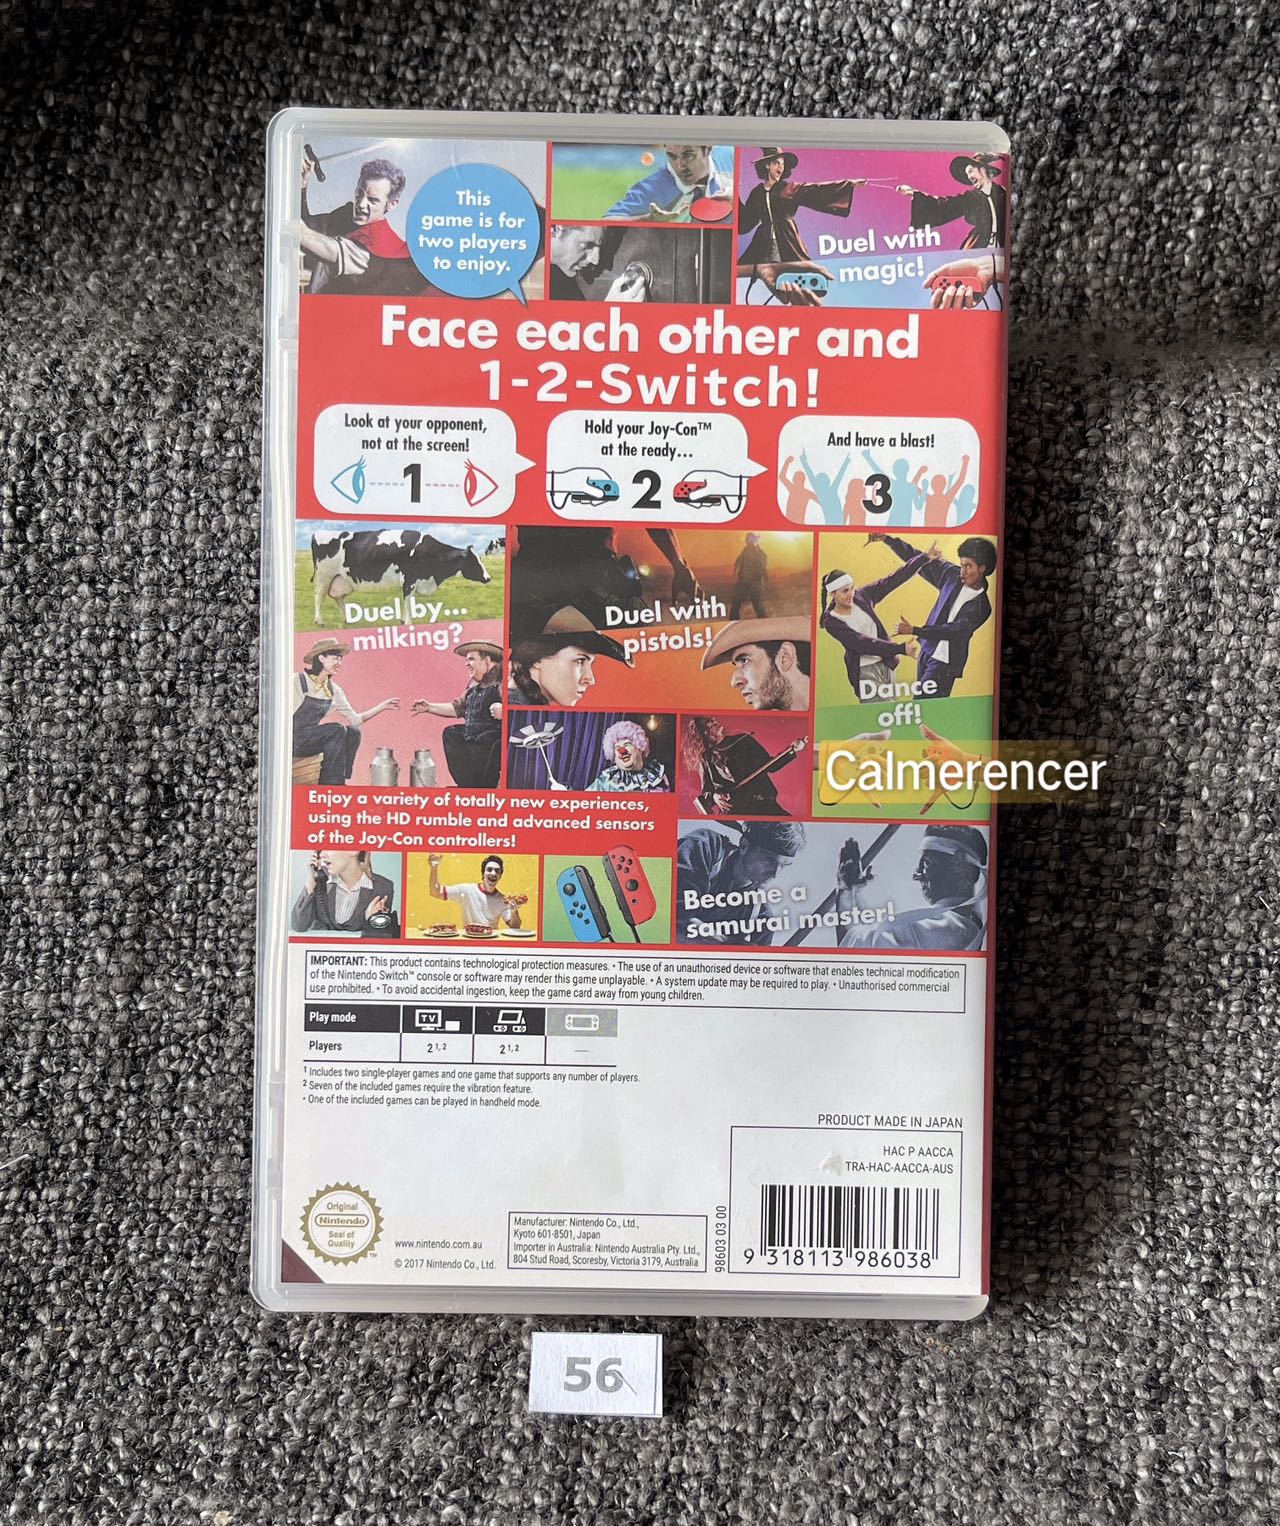 This
game is for
two players
to enjoy.
Duel with
magic!
Face each other and
1-2-Switch!
Look at your opponent,
not at the screen!
1
Hold your Joy-Con™
at the ready...
2
And have a blast!
3
Duel by...
milking?
Duel with
pistols!
Dance
off!
Calmerencer
Enjoy a variety of totally new experiences,
using the HD rumble and advanced sensors
of the Joy-Con controllers!
Become a
samurai master!
IMPORTANT: This product contains technological protection measures. • The use of an unauthorised device or software that enables technical modification
of the Nintendo Switch™ console or software may render this game unplayable. • A system update may be required to play. • Unauthorised commercial
use prohibited. • To avoid accidental ingestion, keep the game card away from young children.
Play mode TV
Players 2 1, 2 2 1, 2 —
1 Includes two single-player games and one game that supports any number of players.
2 Seven of the included games require the vibration feature.
• One of the included games can be played in handheld mode.
PRODUCT MADE IN JAPAN
HAC P AACCA
TRA-HAC-AACCA-AUS
98603 03 00
9 318113 986038
Original
Nintendo
Seal of
Quality
TM
www.nintendo.com.au
© 2017 Nintendo Co., Ltd.
Manufacturer: Nintendo Co., Ltd.,
Kyoto 601-8501, Japan
Importer in Australia: Nintendo Australia Pty. Ltd.,
804 Stud Road, Scoresby, Victoria 3179, Australia
56